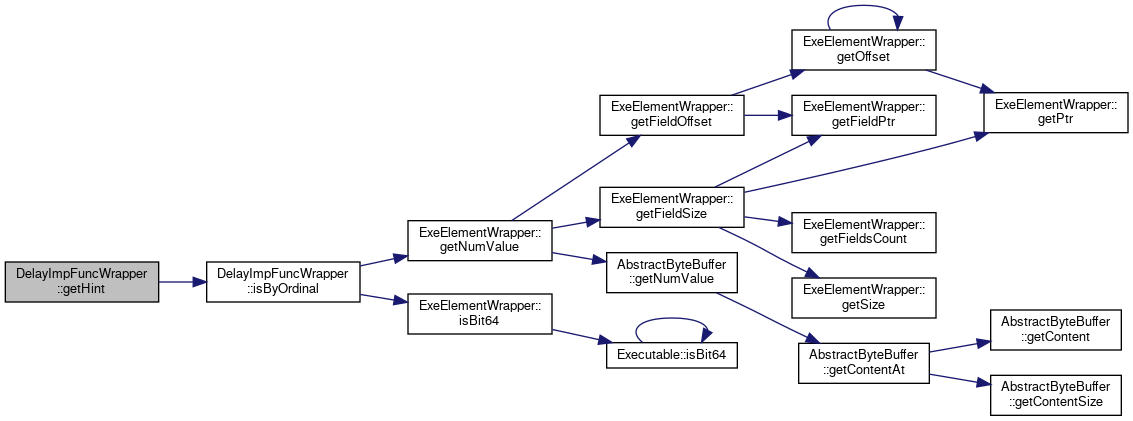 DelayImpFuncWrapper
::getHint
DelayImpFuncWrapper
::isByOrdinal
ExeElementWrapper::
getNumValue
ExeElementWrapper::
isBit64
ExeElementWrapper::
getFieldOffset
ExeElementWrapper::
getFieldSize
AbstractByteBuffer
::getNumValue
Executable::isBit64
ExeElementWrapper::
getOffset
ExeElementWrapper::
getFieldPtr
ExeElementWrapper::
getFieldsCount
ExeElementWrapper::
getSize
AbstractByteBuffer
::getContentAt
ExeElementWrapper::
getPtr
AbstractByteBuffer
::getContent
AbstractByteBuffer
::getContentSize